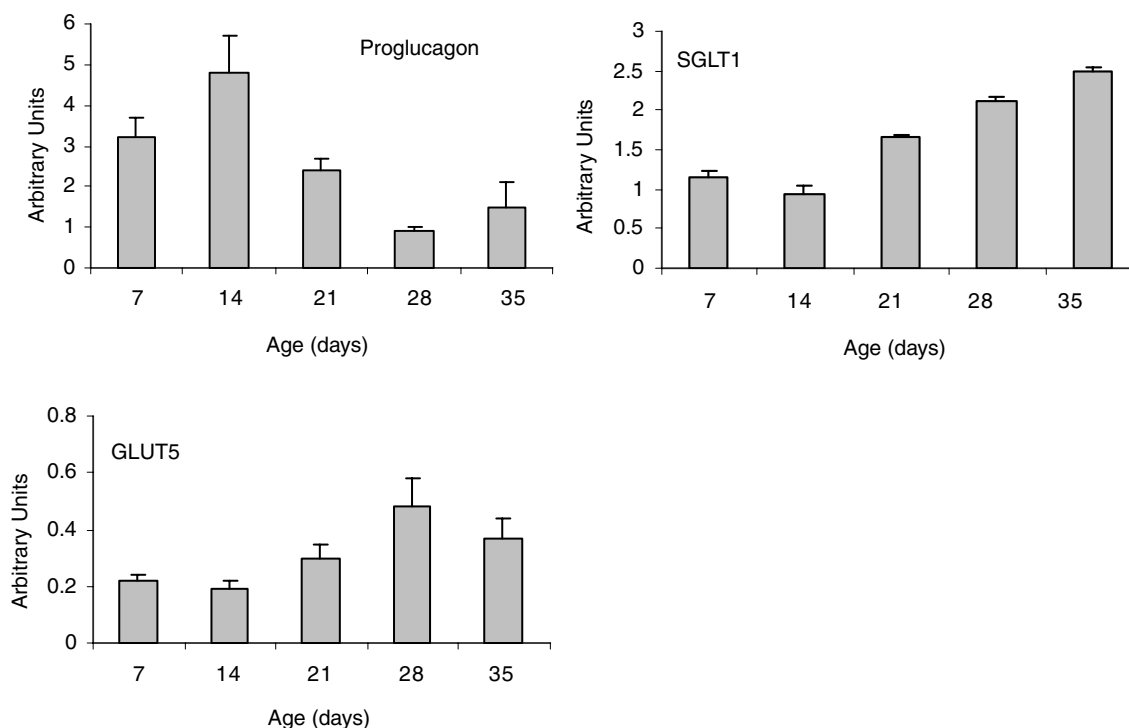 Proglucagon
Arbitrary Units
6
5
4
3
2
1
0
7 14 21 28 35
Age (days)
SGLT1
Arbitrary Units
3
2.5
2
1.5
1
0.5
0
7 14 21 28 35
Age (days)
GLUT5
Arbitrary Units
0.8
0.6
0.4
0.2
0
7 14 21 28 35
Age (days)